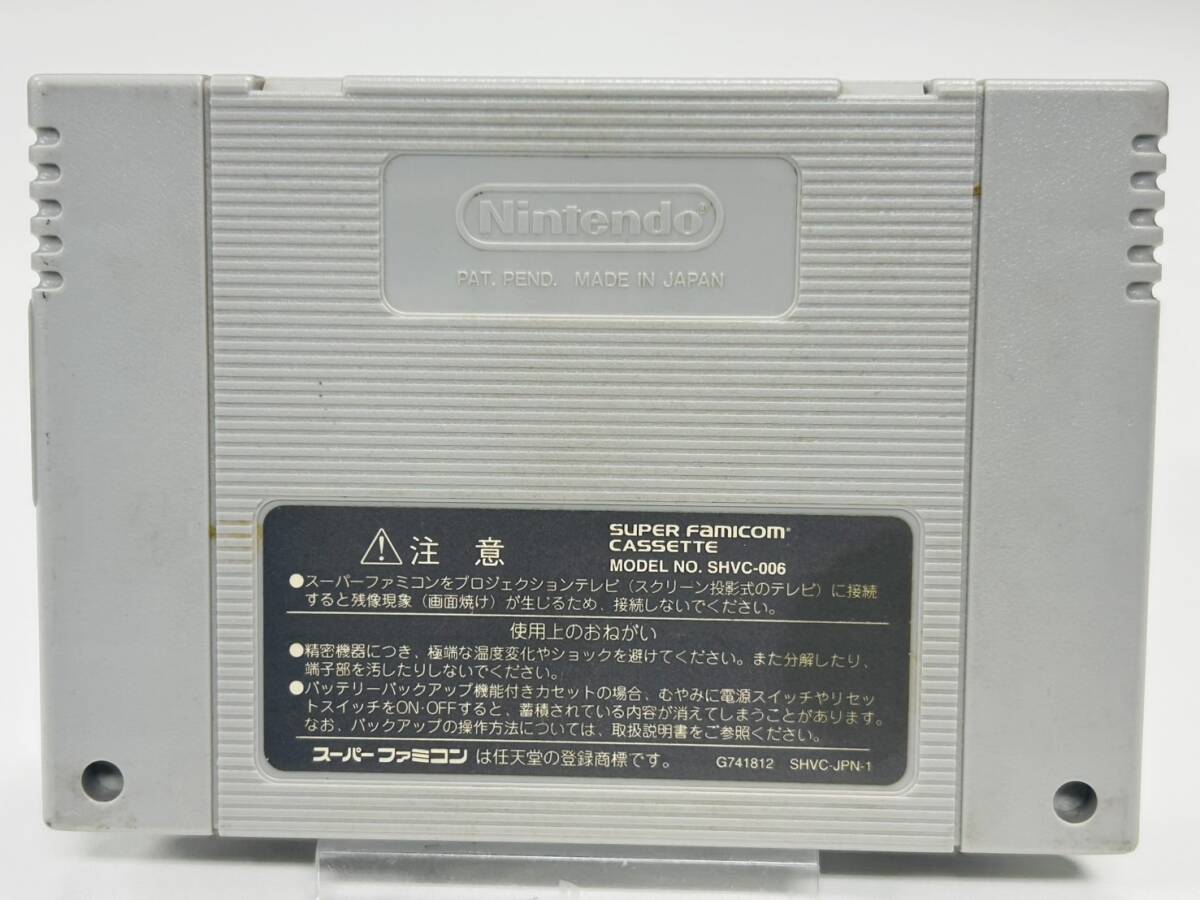 Nintendo®
PAT. PEND. MADE IN JAPAN
⚠注意
SUPER FAMICOM®
CASSETTE
MODEL NO. SHVC-006
●スーパーファミコンをプロジェクションテレビ(スクリーン投影式のテレビ)に接続
すると残像現象(画面焼け)が生じるため、接続しないでください。
使用上のおねがい
●精密機器につき、極端な温度変化やショックを避けてください。また分解したり、
端子部を汚したりしないでください。
●バッテリーバックアップ機能付きカセットの場合、むやみに電源スイッチやリセッ
トスイッチをON・OFFすると、蓄積されている内容が消えてしまうことがあります。
なお、バックアップの操作方法については、取扱説明書をご参照ください。
スーパーファミコンは任天堂の登録商標です。 G741812 SHVC-JPN-1